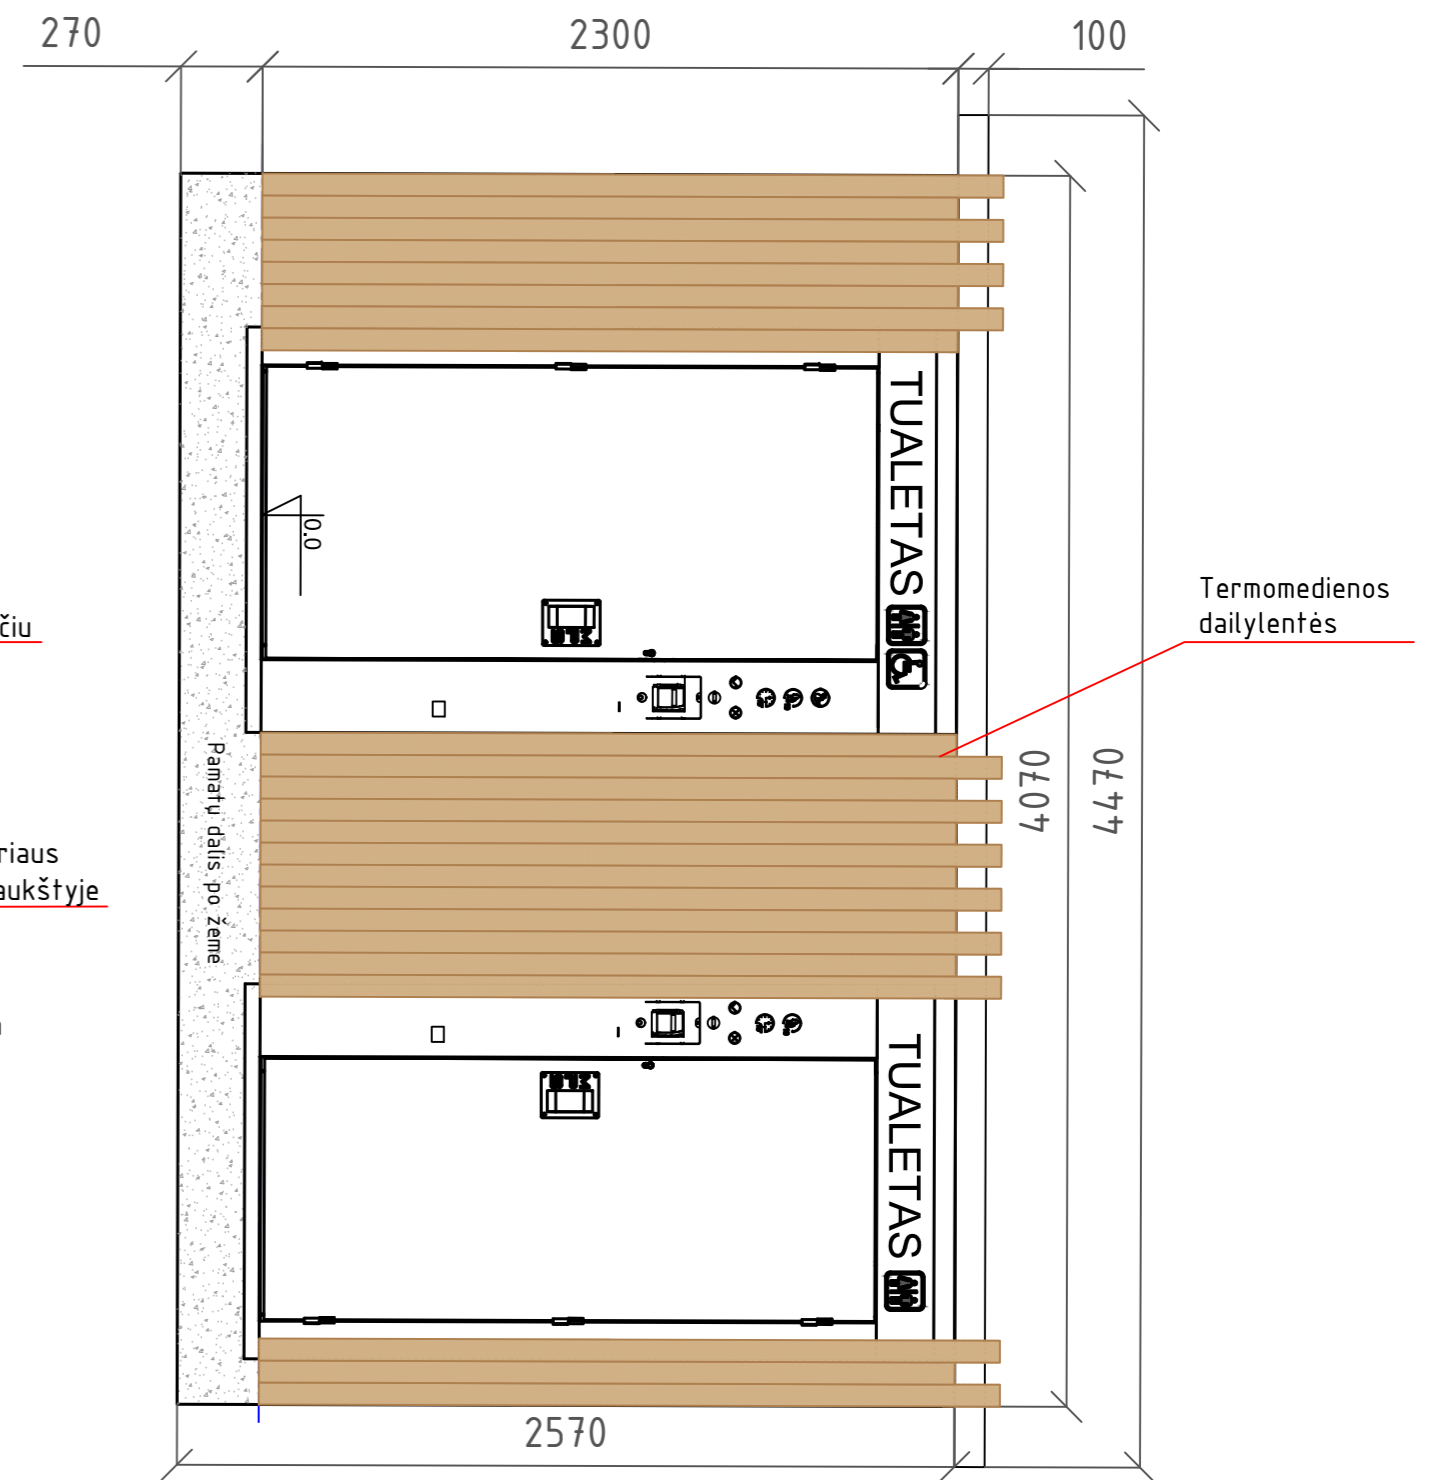 270
2300
100
TUALETAS
0.0
Termomedienos
dailylentės
čiu
Pamatų dalis po žeme
4070
4470
riaus
aukštyje
TUALETAS
2570